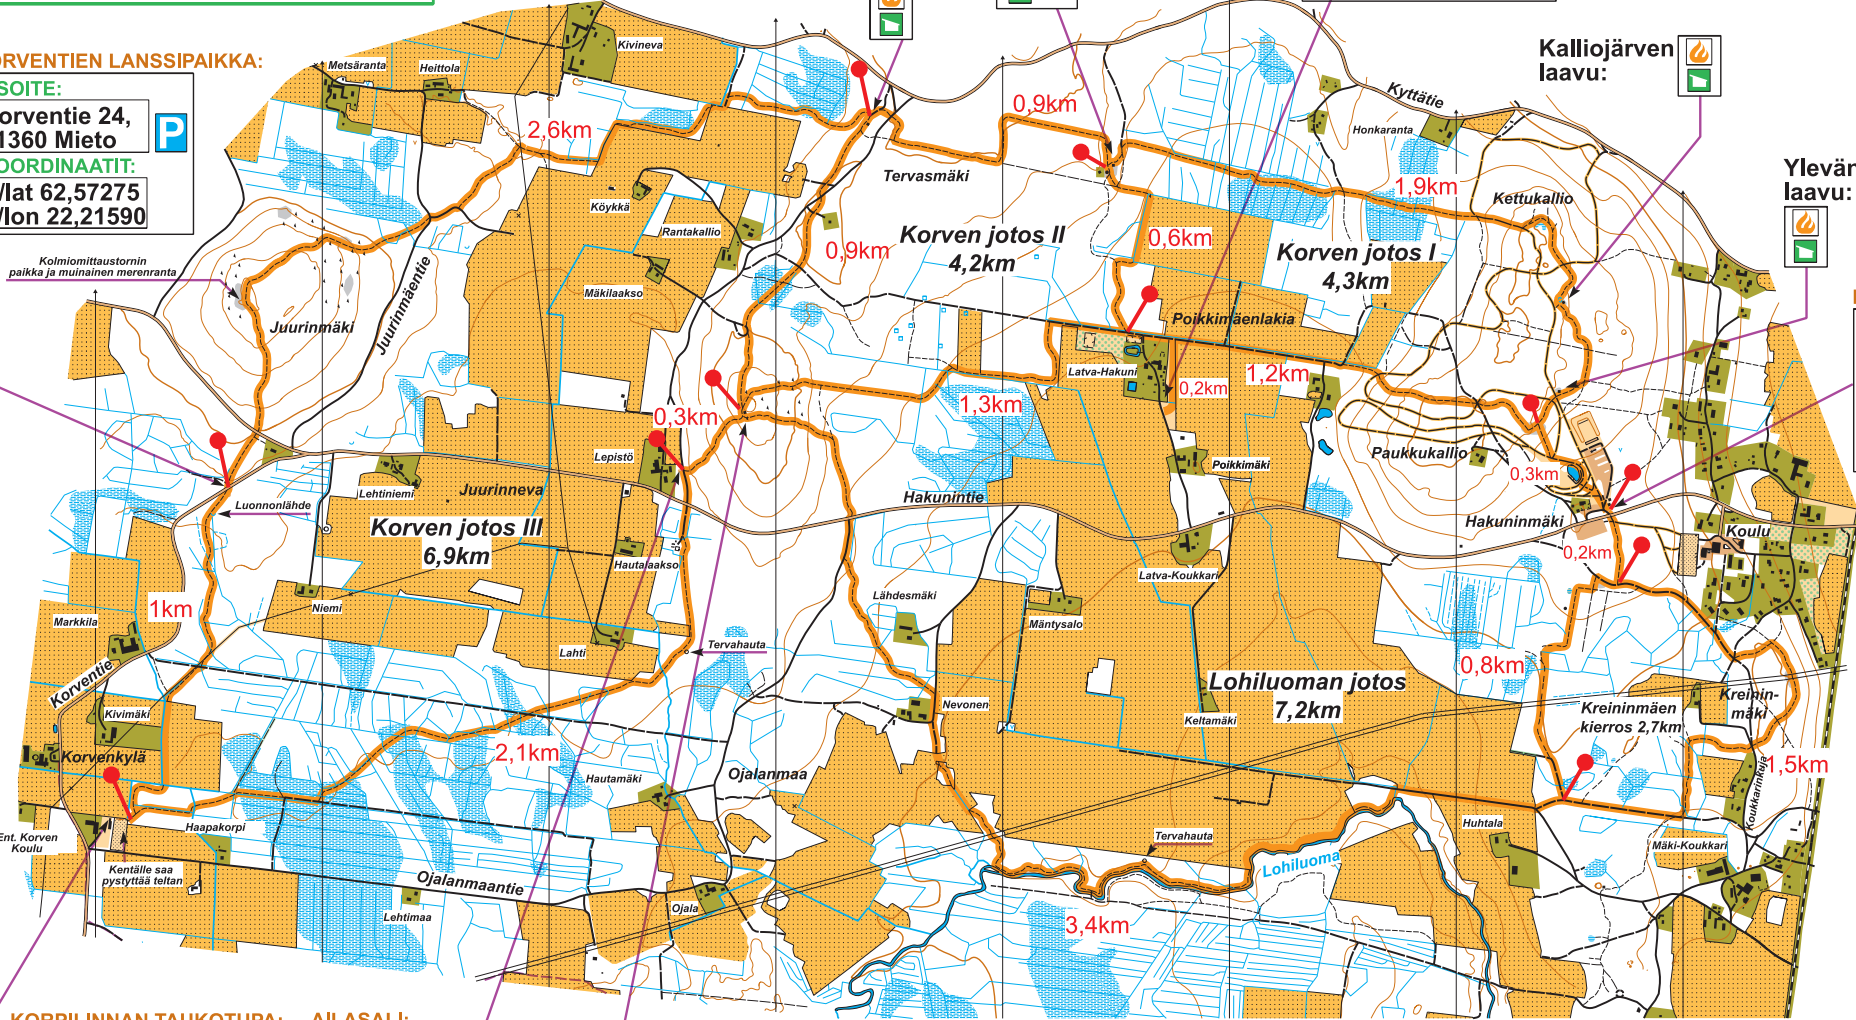 KORVENTIEN LANSSIPAIKKA:
SOITE:
orventie 24,
1360 Mieto
P
OORDINAATIT:
/lat 62,57275
/lon 22,21590
Kolmiomittaustornin
paikka ja muinainen merenranta
Metsäranta
Heittola
Kivineva
2,6km
Köykkä
Rantakallio
Mäkilaakso
Juurinmäki
Juurinmäentie
Tervasmäki
0,9km
0,9km
Korven jotos II
4,2km
0,6km
Korven jotos I
4,3km
1,9km
Kyttätie
Honkaranta
Kettukallio
Kalliojärven
laavu:
Ylevän
laavu:
Poikkimäenlakia
Latva-Hakuni
0,2km
1,2km
1,3km
0,3km
Lepistö
Lehtiniemi
Juurinneva
Luonnonlähde
Korven jotos III
6,9km
Hautalaakso
Hakunintie
Poikkimäki
Paukkukallio
0,3km
Hakuninmäki
Koulu
0,2km
Latva-Koukkari
Lähdesmäki
Mäntysalo
1km
Niemi
Markkila
Lahti
Tervahauta
Korventie
Kivimäki
Korvenkylä
2,1km
Hautamäki
Ojalanmaa
Nevonen
Keltamäki
Lohiluoman jotos
7,2km
0,8km
Kreininmäen
kierros 2,7km
Kreinin-
mäki
1,5km
Koukkarinkuja
Ent. Korven
Koulu
Haapakorpi
Kentälle saa
pystyttää teltan
Ojalanmaantie
Lehtimaa
Ojala
Tervahauta
Lohiluoma
3,4km
Huhtala
Mäki-Koukkari
KORPILINNAN TAUKOTUPA:
AILASALI: